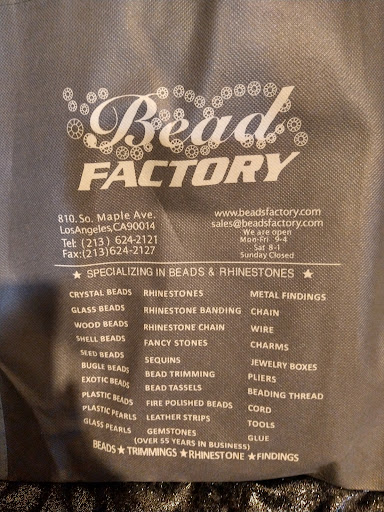 Bead
FACTORY
810. So. Maple Ave.
LosAngeles,CA90014
Tel: (213) 624-2121
Fax:(213)624-2127
www.beadsfactory.com
sales@beadsfactory.com
We are open
Mon-Fri 9-4
Sat 8-1
Sunday Closed
★ SPECIALIZING IN BEADS & RHINESTONES ★
CRYSTAL BEADS RHINESTONES METAL FINDINGS
GLASS BEADS RHINESTONE BANDING CHAIN
WOOD BEADS RHINESTONE CHAIN WIRE
SHELL BEADS FANCY STONES CHARMS
SEED BEADS SEQUINS JEWELRY BOXES
BUGLE BEADS BEAD TRIMMING PLIERS
EXOTIC BEADS BEAD TASSELS BEADING THREAD
PLASTIC BEADS FIRE POLISHED BEADS CORD
PLASTIC PEARLS LEATHER STRIPS TOOLS
GLASS PEARLS GEMSTONES GLUE
(OVER 55 YEARS IN BUSINESS)
BEADS ★ TRIMMINGS ★ RHINESTONE ★ FINDINGS